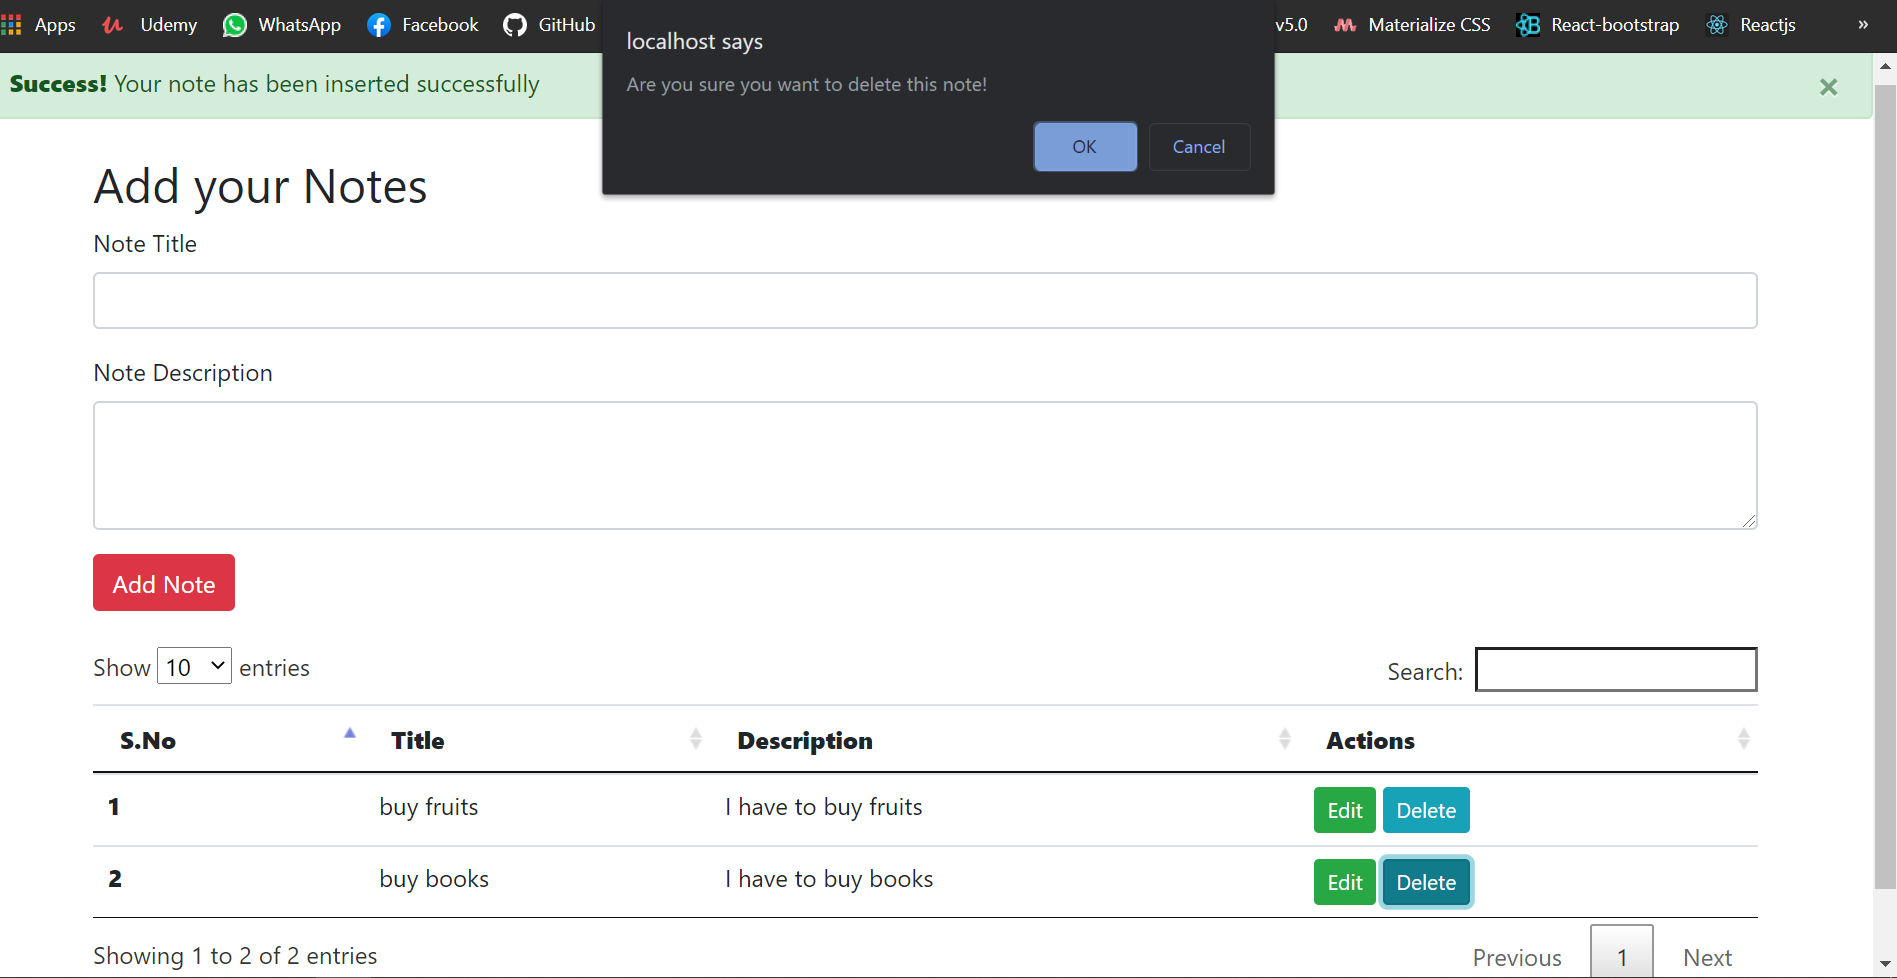 Apps Udemy WhatsApp Facebook GitHub v5.0 Materialize CSS React-bootstrap Reactjs »
localhost says
Are you sure you want to delete this note!
OK Cancel
Success! Your note has been inserted successfully ×
Add your Notes
Note Title
Note Description
Add Note
Show 10 entries Search:
S.No Title Description Actions
1 buy fruits I have to buy fruits Edit Delete
2 buy books I have to buy books Edit Delete
Showing 1 to 2 of 2 entries Previous 1 Next